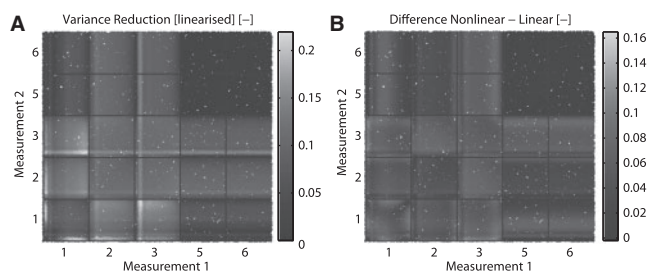 A
Variance Reduction [linearised] [−]
Measurement 2
6
5
3
2
1
1 2 3 5 6
Measurement 1
0.2
0.15
0.1
0.05
0
B
Difference Nonlinear − Linear [−]
Measurement 2
6
5
3
2
1
1 2 3 5 6
Measurement 1
0.16
0.14
0.12
0.1
0.08
0.06
0.04
0.02
0